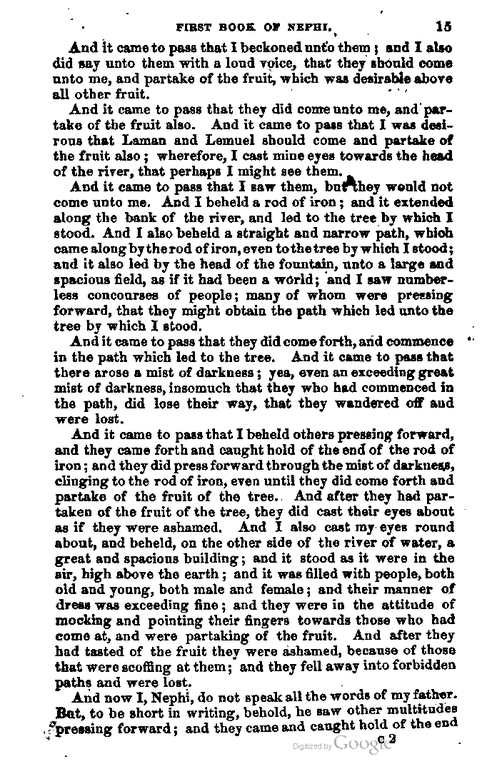 FIRST BOOK OF NEPHI. 15
And it came to pass that I beckoned unto them; and I also
did say unto them with a loud voice, that they should come
unto me, and partake of the fruit, which was desirable above
all other fruit.
And it came to pass that they did come unto me, and par-
take of the fruit also. And it came to pass that I was desi-
rous that Laman and Lemuel should come and partake of
the fruit also; wherefore, I cast mine eyes towards the head
of the river, that perhaps I might see them.
And it came to pass that I saw them, but they would not
come unto me. And I beheld a rod of iron; and it extended
along the bank of the river, and led to the tree by which I
stood. And I also beheld a straight and narrow path, which
came along by the rod of iron, even to the tree by which I stood;
and it also led by the head of the fountain, unto a large and
spacious field, as if it had been a world; and I saw number-
less concourses of people; many of whom were pressing
forward, that they might obtain the path which led unto the
tree by which I stood.
And it came to pass that they did come forth, and commence
in the path which led to the tree. And it came to pass that
there arose a mist of darkness; yea, even an exceeding great
mist of darkness, insomuch that they who had commenced in
the path, did lose their way, that they wandered off and
were lost.
And it came to pass that I beheld others pressing forward,
and they came forth and caught hold of the end of the rod of
iron; and they did press forward through the mist of darkness,
clinging to the rod of iron, even until they did come forth and
partake of the fruit of the tree. And after they had par-
taken of the fruit of the tree, they did cast their eyes about
as if they were ashamed. And I also cast my eyes round
about, and beheld, on the other side of the river of water, a
great and spacious building; and it stood as it were in the
air, high above the earth; and it was filled with people, both
old and young, both male and female; and their manner of
dress was exceeding fine; and they were in the attitude of
mocking and pointing their fingers towards those who had
come at, and were partaking of the fruit. And after they
had tasted of the fruit they were ashamed, because of those
that were scoffing at them; and they fell away into forbidden
paths and were lost.
And now I, Nephi, do not speak all the words of my father.
But, to be short in writing, behold, he saw other multitudes
pressing forward; and they came and caught hold of the end
C 2
Digitized by Google